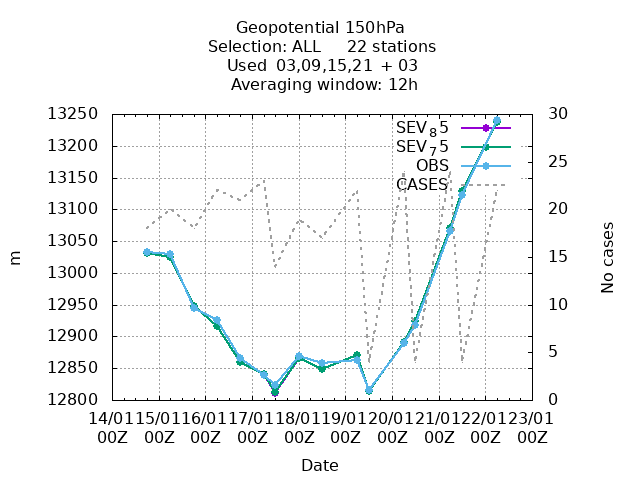 Geopotential 150hPa
Selection: ALL 22 stations
Used 03,09,15,21 + 03
Averaging window: 12h
13250
13200
13150
13100
13050
13000
12950
12900
12850
12800
m
30
25
20
15
10
5
0
No cases
SEV_85
SEV_75
OBS
CASES
14/01 15/01 16/01 17/01 18/01 19/01 20/01 21/01 22/01 23/01
00Z 00Z 00Z 00Z 00Z 00Z 00Z 00Z 00Z 00Z
Date